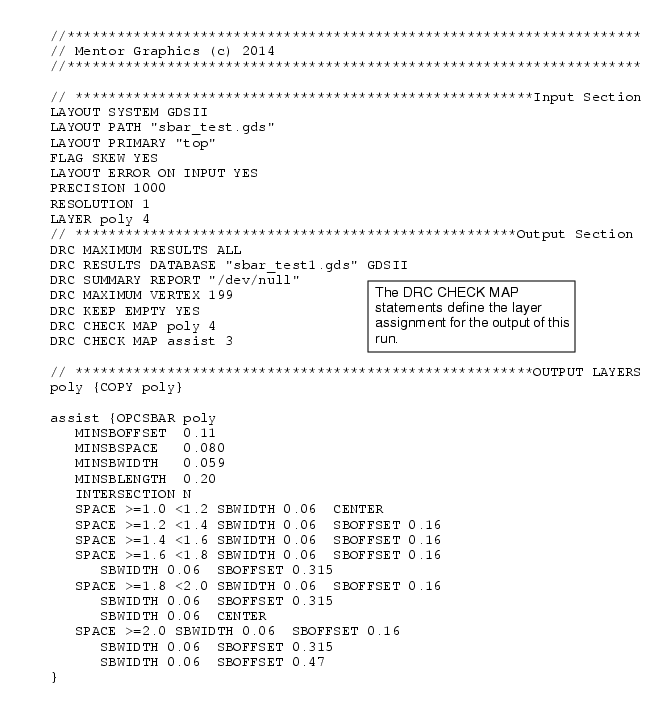 //********************************************************************
// Mentor Graphics (c) 2014
//********************************************************************
// ******************************************************Input Section
LAYOUT SYSTEM GDSII
LAYOUT PATH "sbar_test.gds"
LAYOUT PRIMARY "top"
FLAG SKEW YES
LAYOUT ERROR ON INPUT YES
PRECISION 1000
RESOLUTION 1
LAYER poly 4
// ****************************************************Output Section
DRC MAXIMUM RESULTS ALL
DRC RESULTS DATABASE "sbar_test1.gds" GDSII
DRC SUMMARY REPORT "/dev/null"
DRC MAXIMUM VERTEX 199
DRC KEEP EMPTY YES
DRC CHECK MAP poly 4
DRC CHECK MAP assist 3
The DRC CHECK MAP
statements define the layer
assignment for the output of this
run.
// ******************************************************OUTPUT LAYERS
poly {COPY poly}
assist {OPCSBAR poly
MINSBOFFSET 0.11
MINSBSPACE 0.080
MINSBWIDTH 0.059
MINSBLENGTH 0.20
INTERSECTION N
SPACE >=1.0 <1.2 SBWIDTH 0.06 CENTER
SPACE >=1.2 <1.4 SBWIDTH 0.06 SBOFFSET 0.16
SPACE >=1.4 <1.6 SBWIDTH 0.06 SBOFFSET 0.16
SPACE >=1.6 <1.8 SBWIDTH 0.06 SBOFFSET 0.16
SBWIDTH 0.06 SBOFFSET 0.315
SPACE >=1.8 <2.0 SBWIDTH 0.06 SBOFFSET 0.16
SBWIDTH 0.06 SBOFFSET 0.315
SBWIDTH 0.06 CENTER
SPACE >=2.0 SBWIDTH 0.06 SBOFFSET 0.16
SBWIDTH 0.06 SBOFFSET 0.315
SBWIDTH 0.06 SBOFFSET 0.47
}